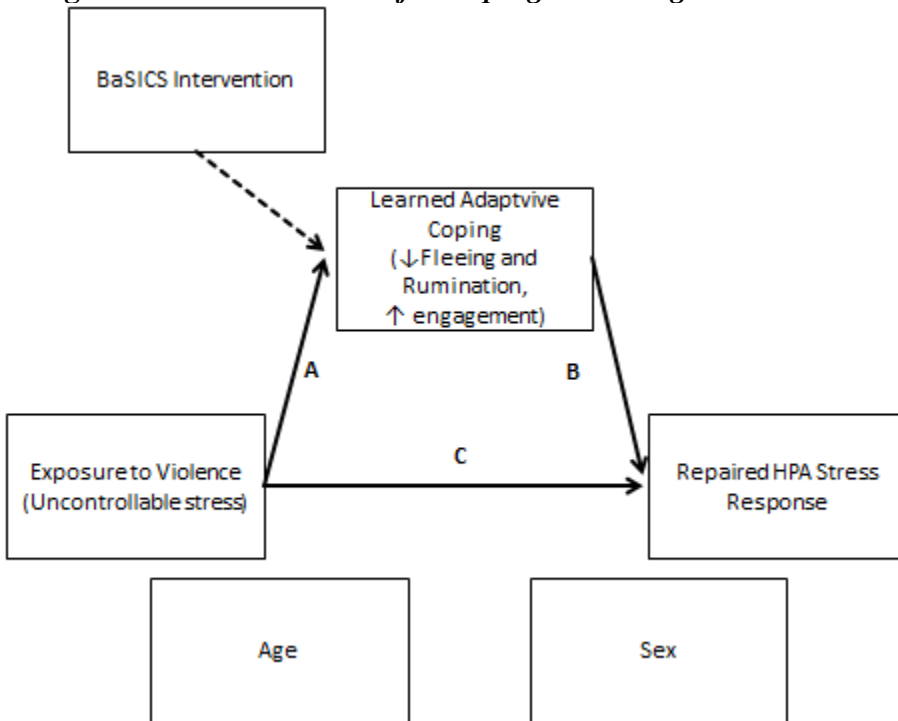 BaSICS Intervention
Learned Adaptvive
Coping
(↓Fleeing and
Rumination,
↑ engagement)
A
B
C
Exposure to Violence
(Uncontrollable stress)
Repaired HPA Stress
Response
Age
Sex